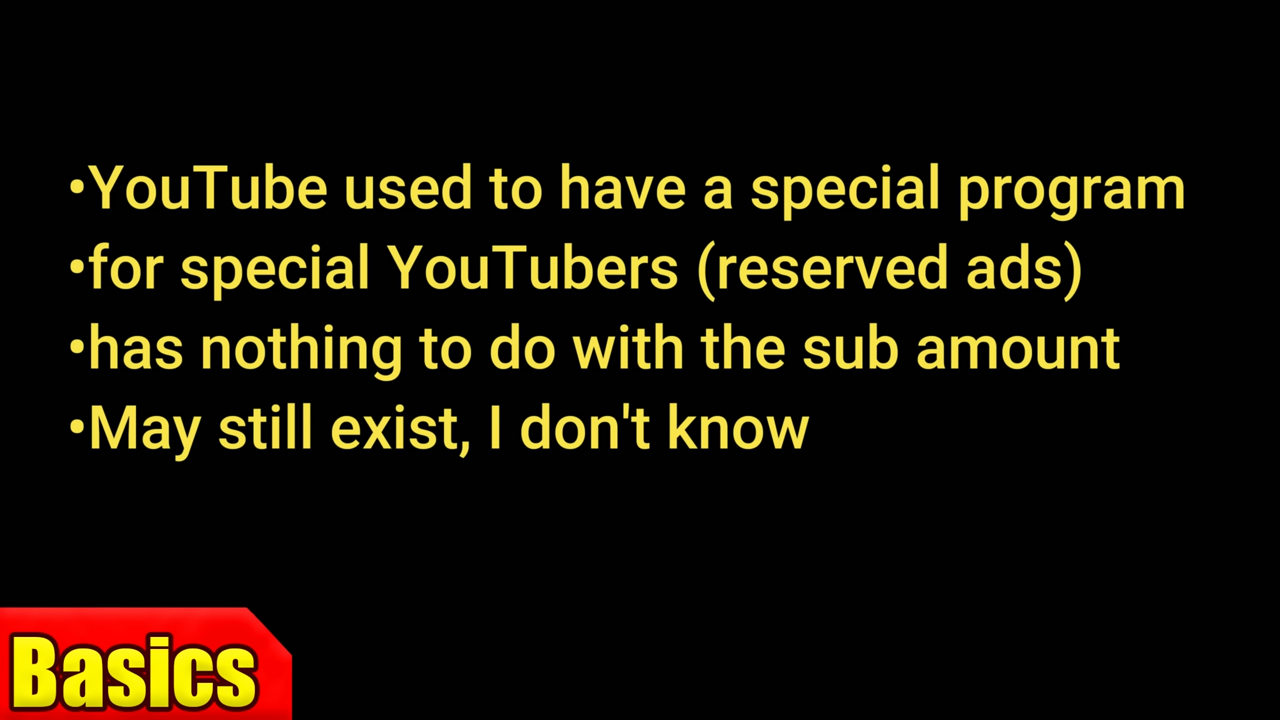 •YouTube used to have a special program
•for special YouTubers (reserved ads)
•has nothing to do with the sub amount
•May still exist, I don't know
Basics